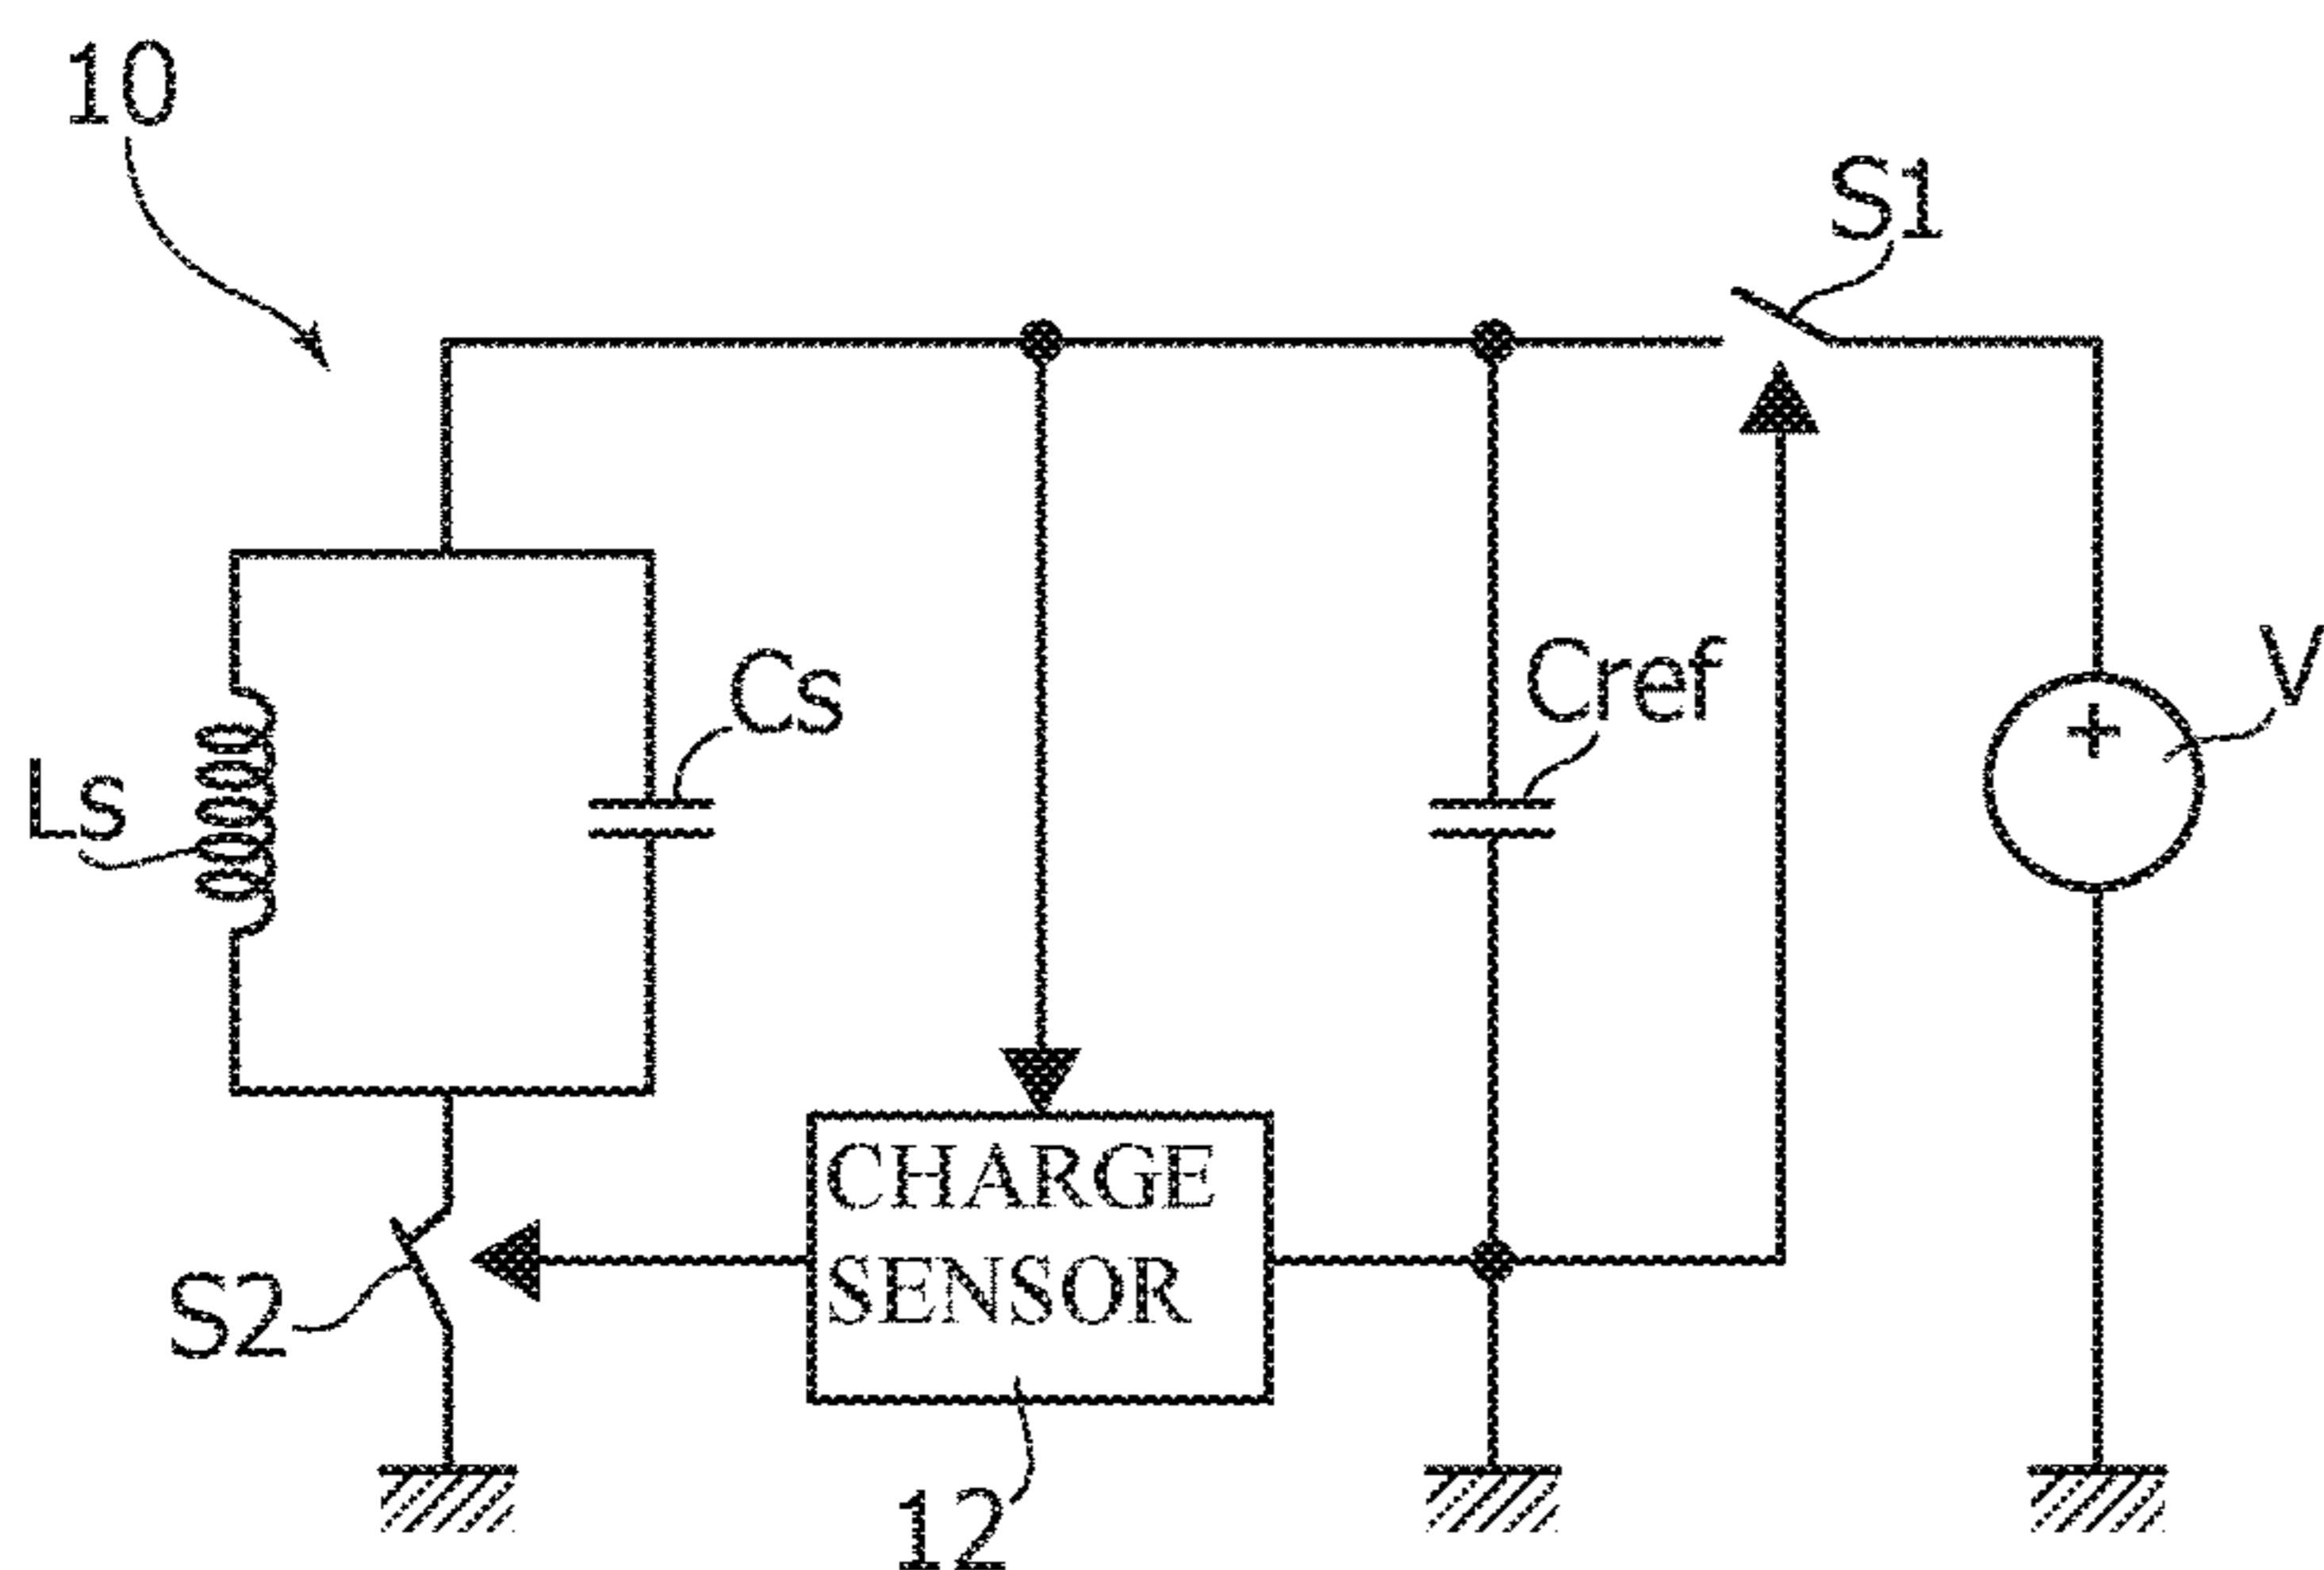 10
S1
Cs
Cref
V
Ls
+
CHARGE
SENSOR
S2
12